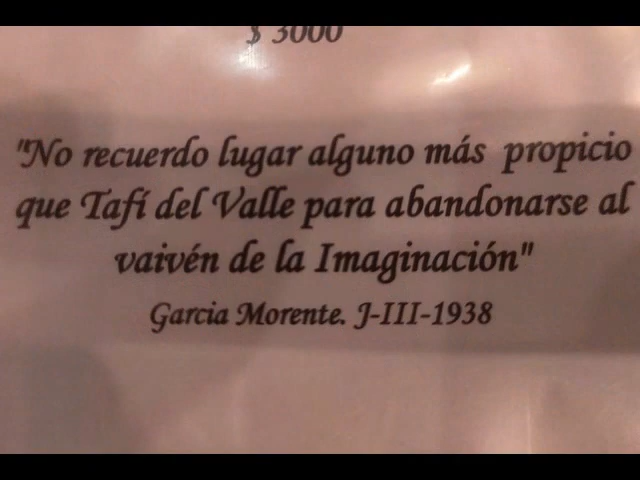 $ 3000
"No recuerdo lugar alguno más propicio
que Tafí del Valle para abandonarse al
vaivén de la Imaginación"
Garcia Morente. J-III-1938